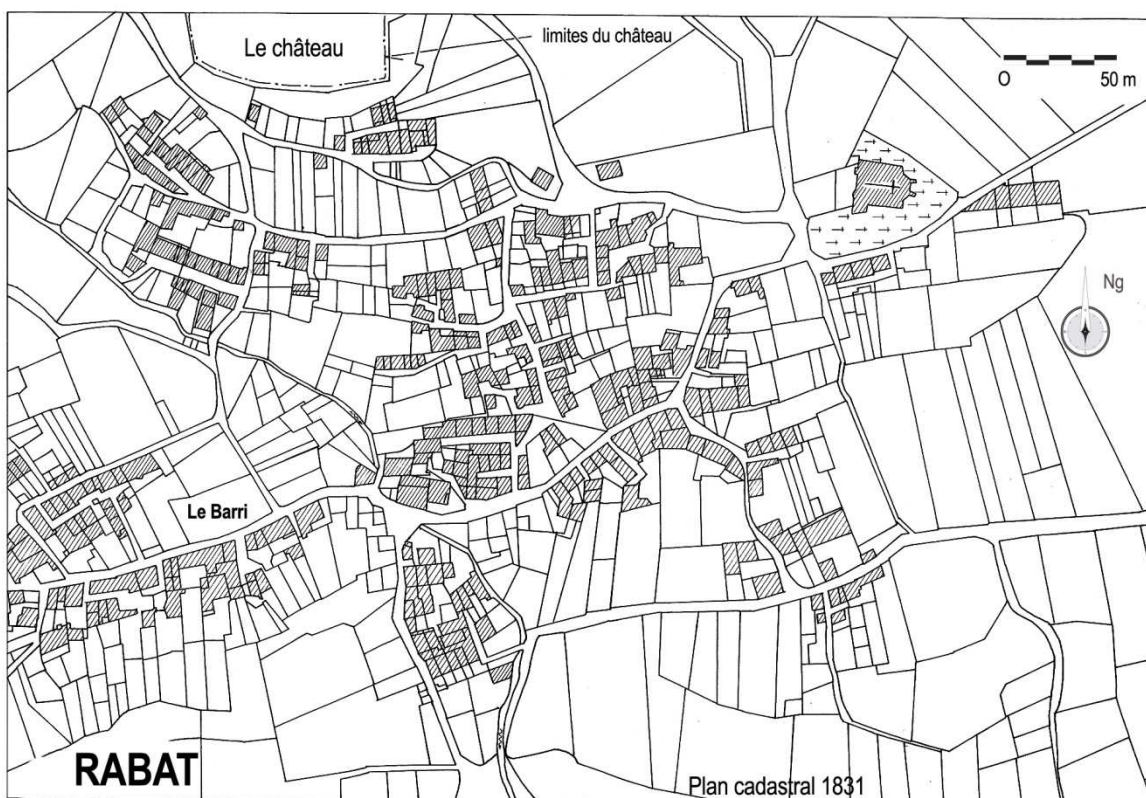 Le château
limites du château
O 50 m
Ng
Le Barri
RABAT
Plan cadastral 1831